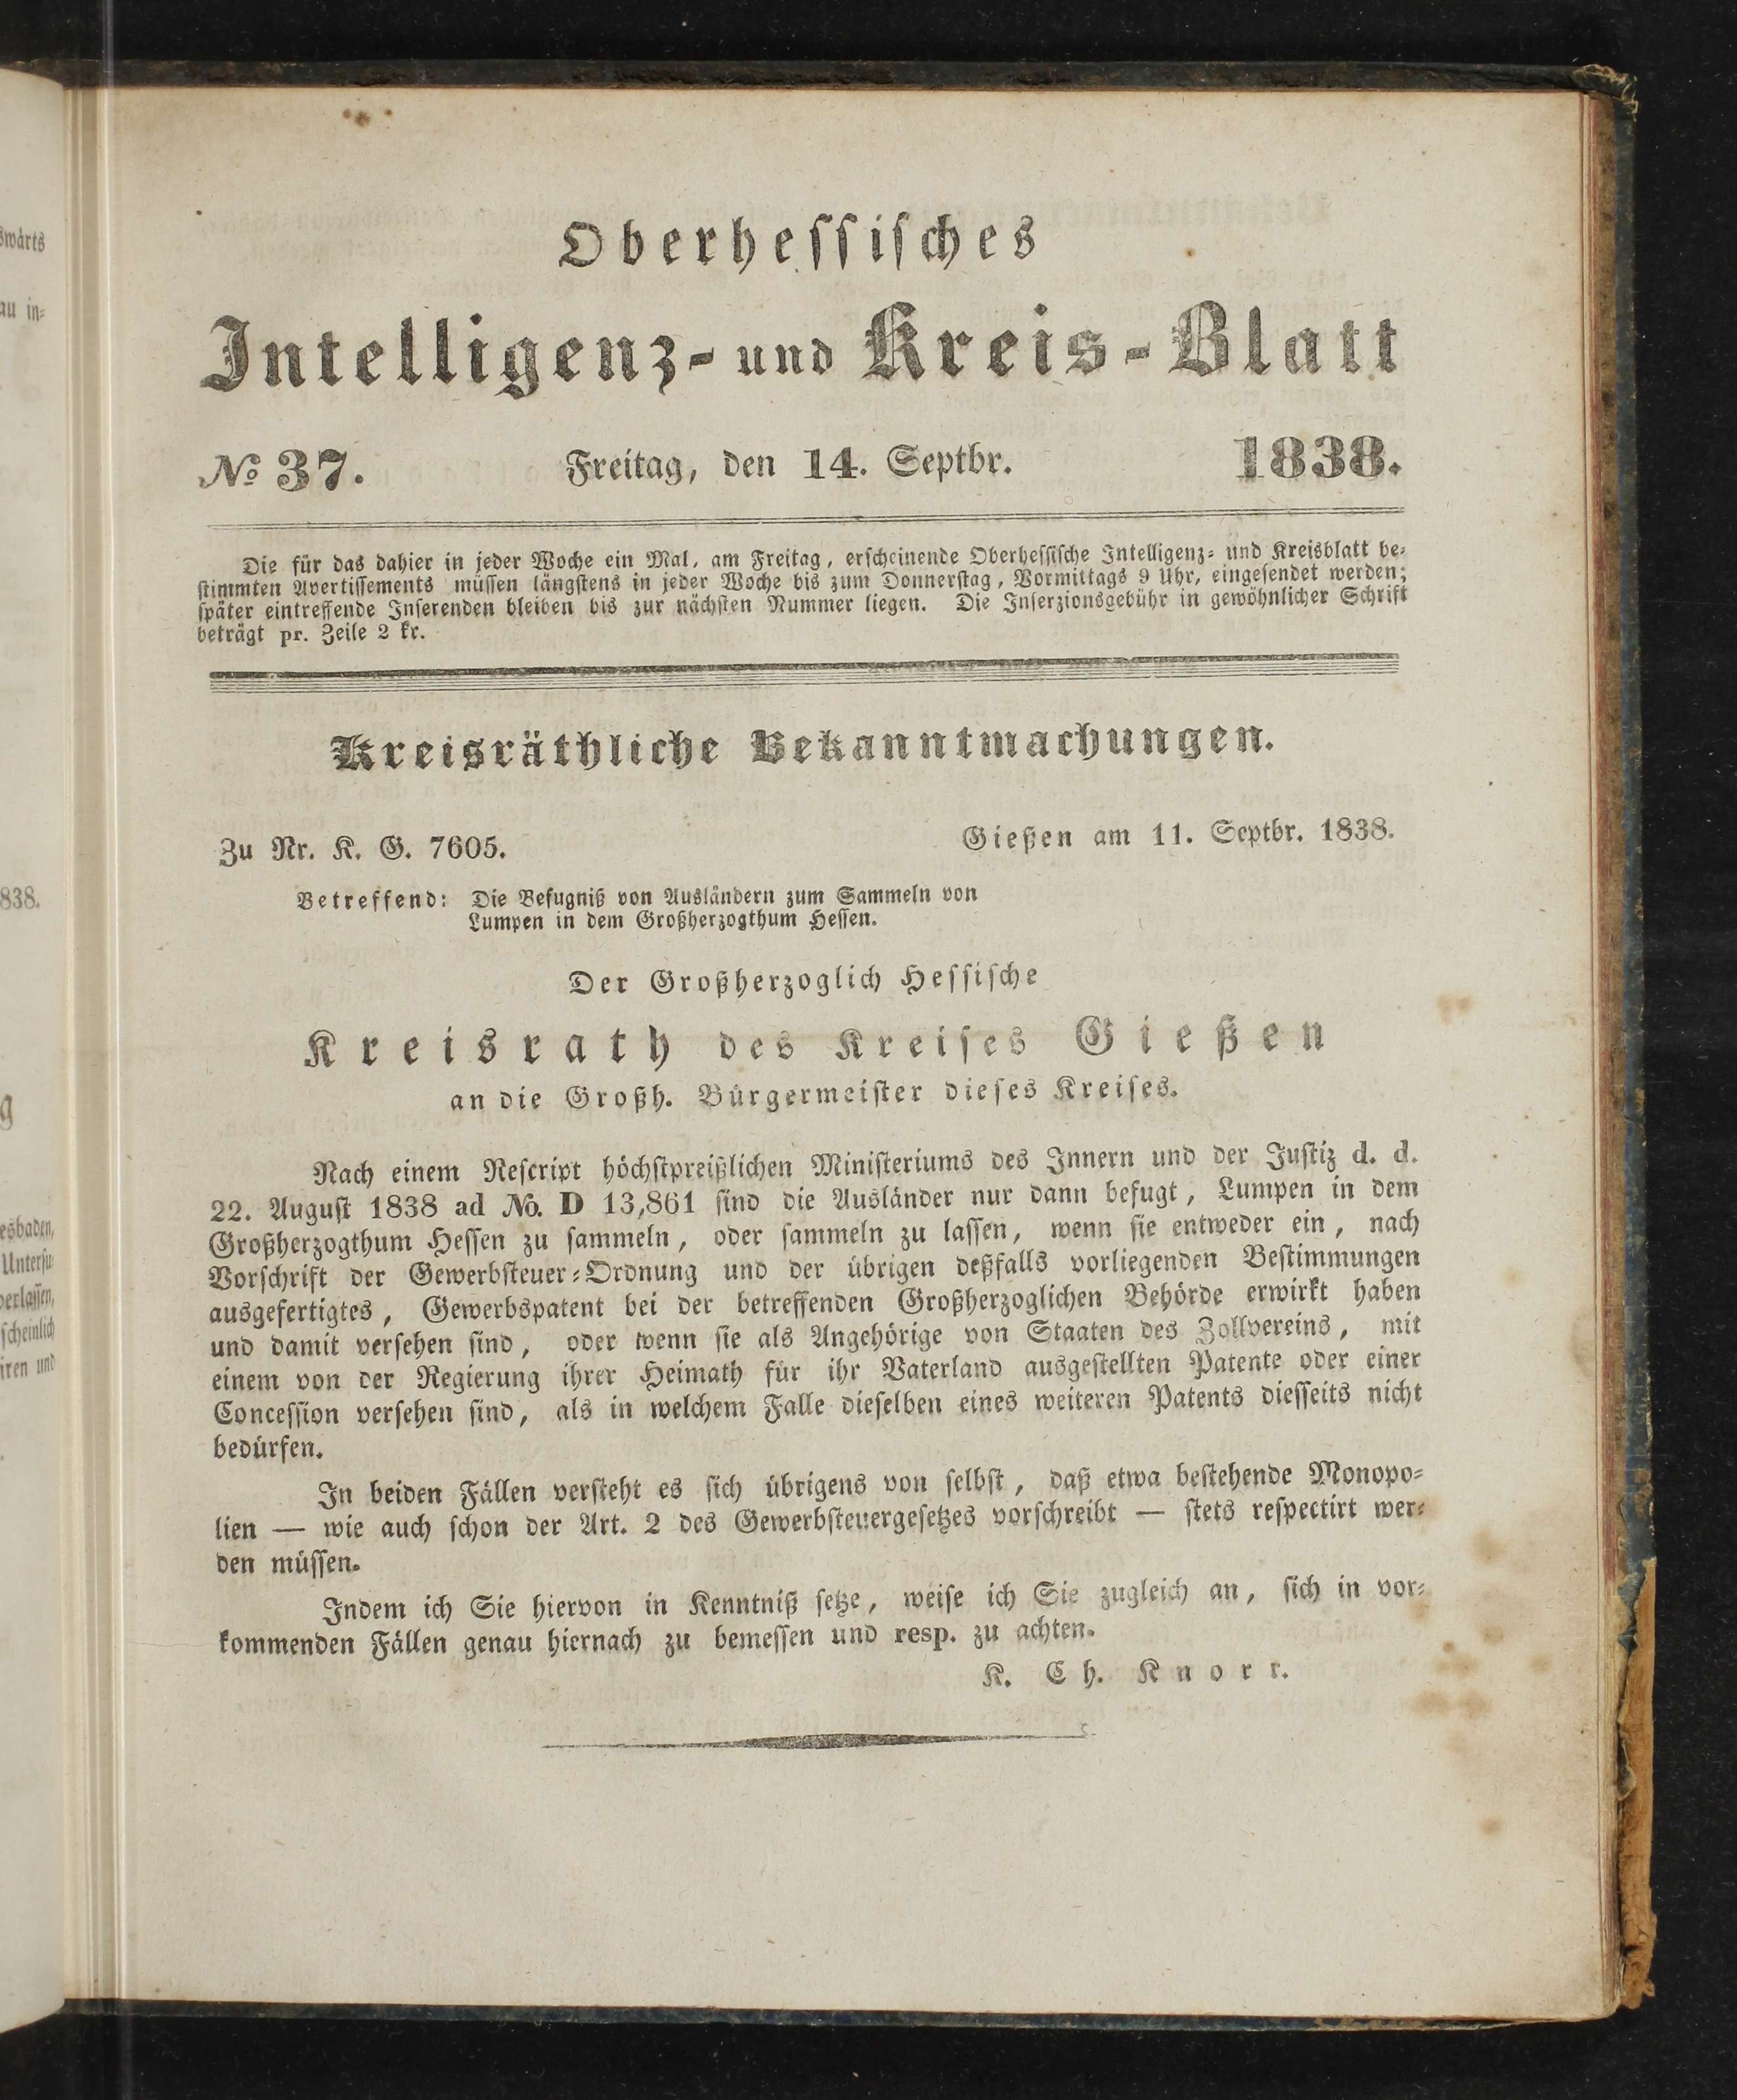 Oberhessisches
Intelligenz- und Kreis-Blatt
No 37. Freitag, den 14. Septbr. 1838.
Die für das dahier in jeder Woche ein Mal, am Freitag, erscheinende Oberhessische Intelligenz- und Kreisblatt be-
stimmten Avertissements müssen längstens in jeder Woche bis zum Donnerstag, Vormittags 9 Uhr, eingesendet werden;
später eintreffende Inserenden bleiben bis zur nächsten Nummer liegen. Die Inserzionsgebühr in gewöhnlicher Schrift
beträgt pr. Zeile 2 kr.
Kreisräthliche Bekanntmachungen.
Zu Nr. K. G. 7605. Gießen am 11. Septbr. 1838.
Betreffend: Die Befugniß von Ausländern zum Sammeln von
Lumpen in dem Großherzogthum Hessen.
Der Großherzoglich Hessische
Kreisrath des Kreises Gießen
an die Großh. Bürgermeister dieses Kreises.
Nach einem Rescript höchstpreißlichen Ministeriums des Innern und der Justiz d. d.
22. August 1838 ad No. D 13,861 sind die Ausländer nur dann befugt, Lumpen in dem
Großherzogthum Hessen zu sammeln, oder sammeln zu lassen, wenn sie entweder ein, nach
Vorschrift der Gewerbsteuer-Ordnung und der übrigen deßfalls vorliegenden Bestimmungen
ausgefertigtes, Gewerbspatent bei der betreffenden Großherzoglichen Behörde erwirkt haben
und damit versehen sind, oder wenn sie als Angehörige von Staaten des Zollvereins, mit
einem von der Regierung ihrer Heimath für ihr Vaterland ausgestellten Patente oder einer
Concession versehen sind, als in welchem Falle dieselben eines weiteren Patents diesseits nicht
bedürfen.
In beiden Fällen versteht es sich übrigens von selbst, daß etwa bestehende Monopo-
lien — wie auch schon der Art. 2 des Gewerbsteuergesetzes vorschreibt — stets respectirt wer-
den müssen.
Indem ich Sie hiervon in Kenntniß setze, weise ich Sie zugleich an, sich in vor-
kommenden Fällen genau hiernach zu bemessen und resp. zu achten.
K. Ch. Knorr.
swärts
au in-
838.
g
esbaden,
Untersu-
verlassen,
scheinlich
iren und